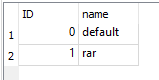 ID name
1 0 default
2 1 rar